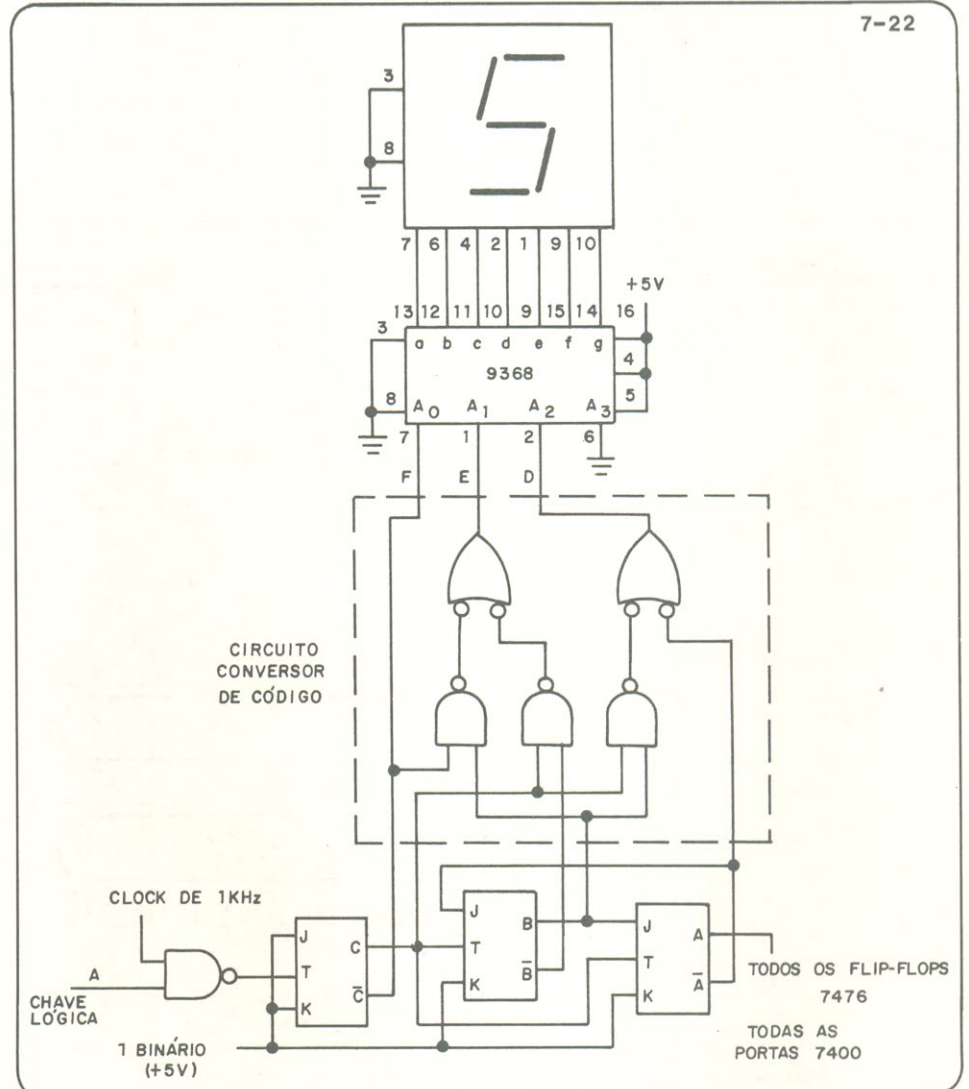 7-22
3
8
7 6 4 2 1 9 10
+5V
13 12 11 10 9 15 14 16
3
a b c d e f g
4
9368
5
8
A0 A1 A2 A3
7 1 2 6
F E D
CIRCUITO
CONVERSOR
DE CÓDIGO
CLOCK DE 1KHz
A
CHAVE
LÓGICA
J
T
K
C
C̅
J
T
K
B
B̅
J
T
K
A
A̅
TODOS OS FLIP-FLOPS
7476
TODAS AS
PORTAS 7400
1 BINÁRIO
(+5V)